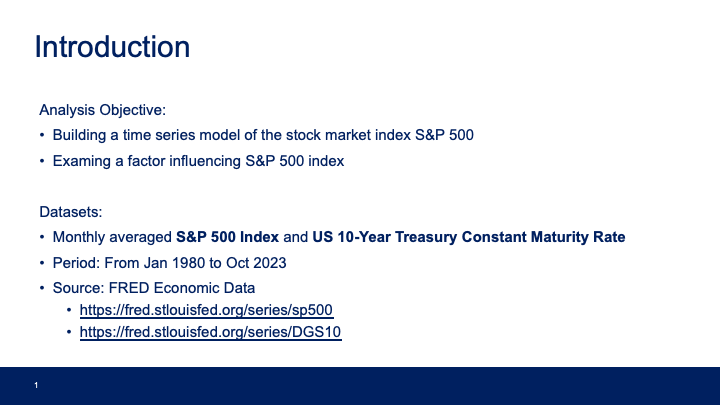 Introduction
Analysis Objective:
• Building a time series model of the stock market index S&P 500
• Examing a factor influencing S&P 500 index
Datasets:
• Monthly averaged S&P 500 Index and US 10-Year Treasury Constant Maturity Rate
• Period: From Jan 1980 to Oct 2023
• Source: FRED Economic Data
• https://fred.stlouisfed.org/series/sp500
• https://fred.stlouisfed.org/series/DGS10
1